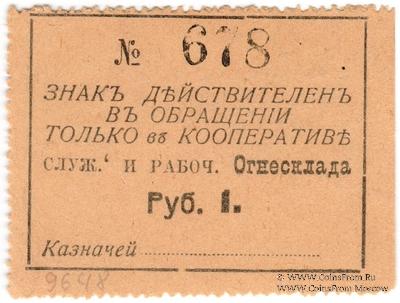 № 678
ЗНАКЪ ДѢЙСТВИТЕЛЕНЪ
ВЪ ОБРАЩЕНІИ
ТОЛЬКО въ КООПЕРАТИВѢ
СЛУЖ.‘ И РАБОЧ. Огнесклада
Руб. 1.
Казначей
9648
© WWW.CoinsFrom.Ru
WWW.CoinsFrom Moscow